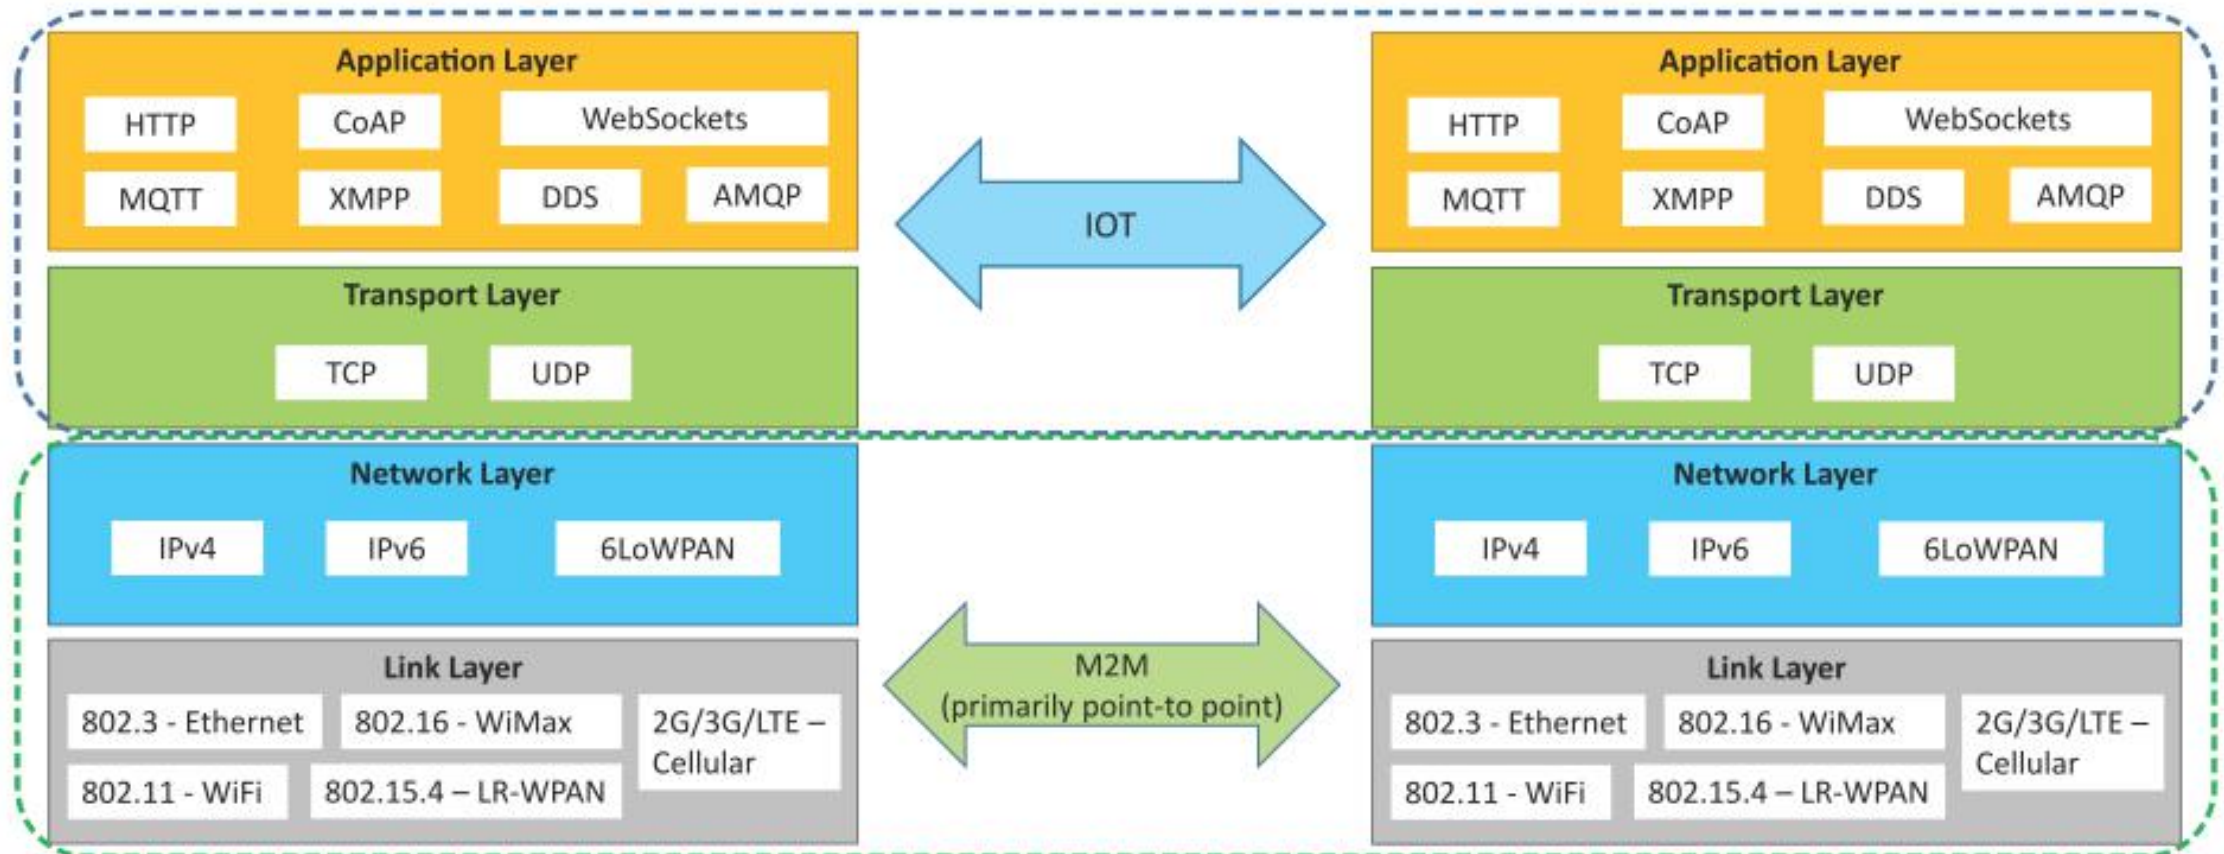 Application Layer
HTTP
CoAP
WebSockets
MQTT
XMPP
DDS
AMQP
Transport Layer
TCP
UDP
Network Layer
IPv4
IPv6
6LoWPAN
Link Layer
802.3 - Ethernet
802.16 - WiMax
2G/3G/LTE –
Cellular
802.11 - WiFi
802.15.4 – LR-WPAN
IOT
M2M
(primarily point-to point)
Application Layer
HTTP
CoAP
WebSockets
MQTT
XMPP
DDS
AMQP
Transport Layer
TCP
UDP
Network Layer
IPv4
IPv6
6LoWPAN
Link Layer
802.3 - Ethernet
802.16 - WiMax
2G/3G/LTE –
Cellular
802.11 - WiFi
802.15.4 – LR-WPAN